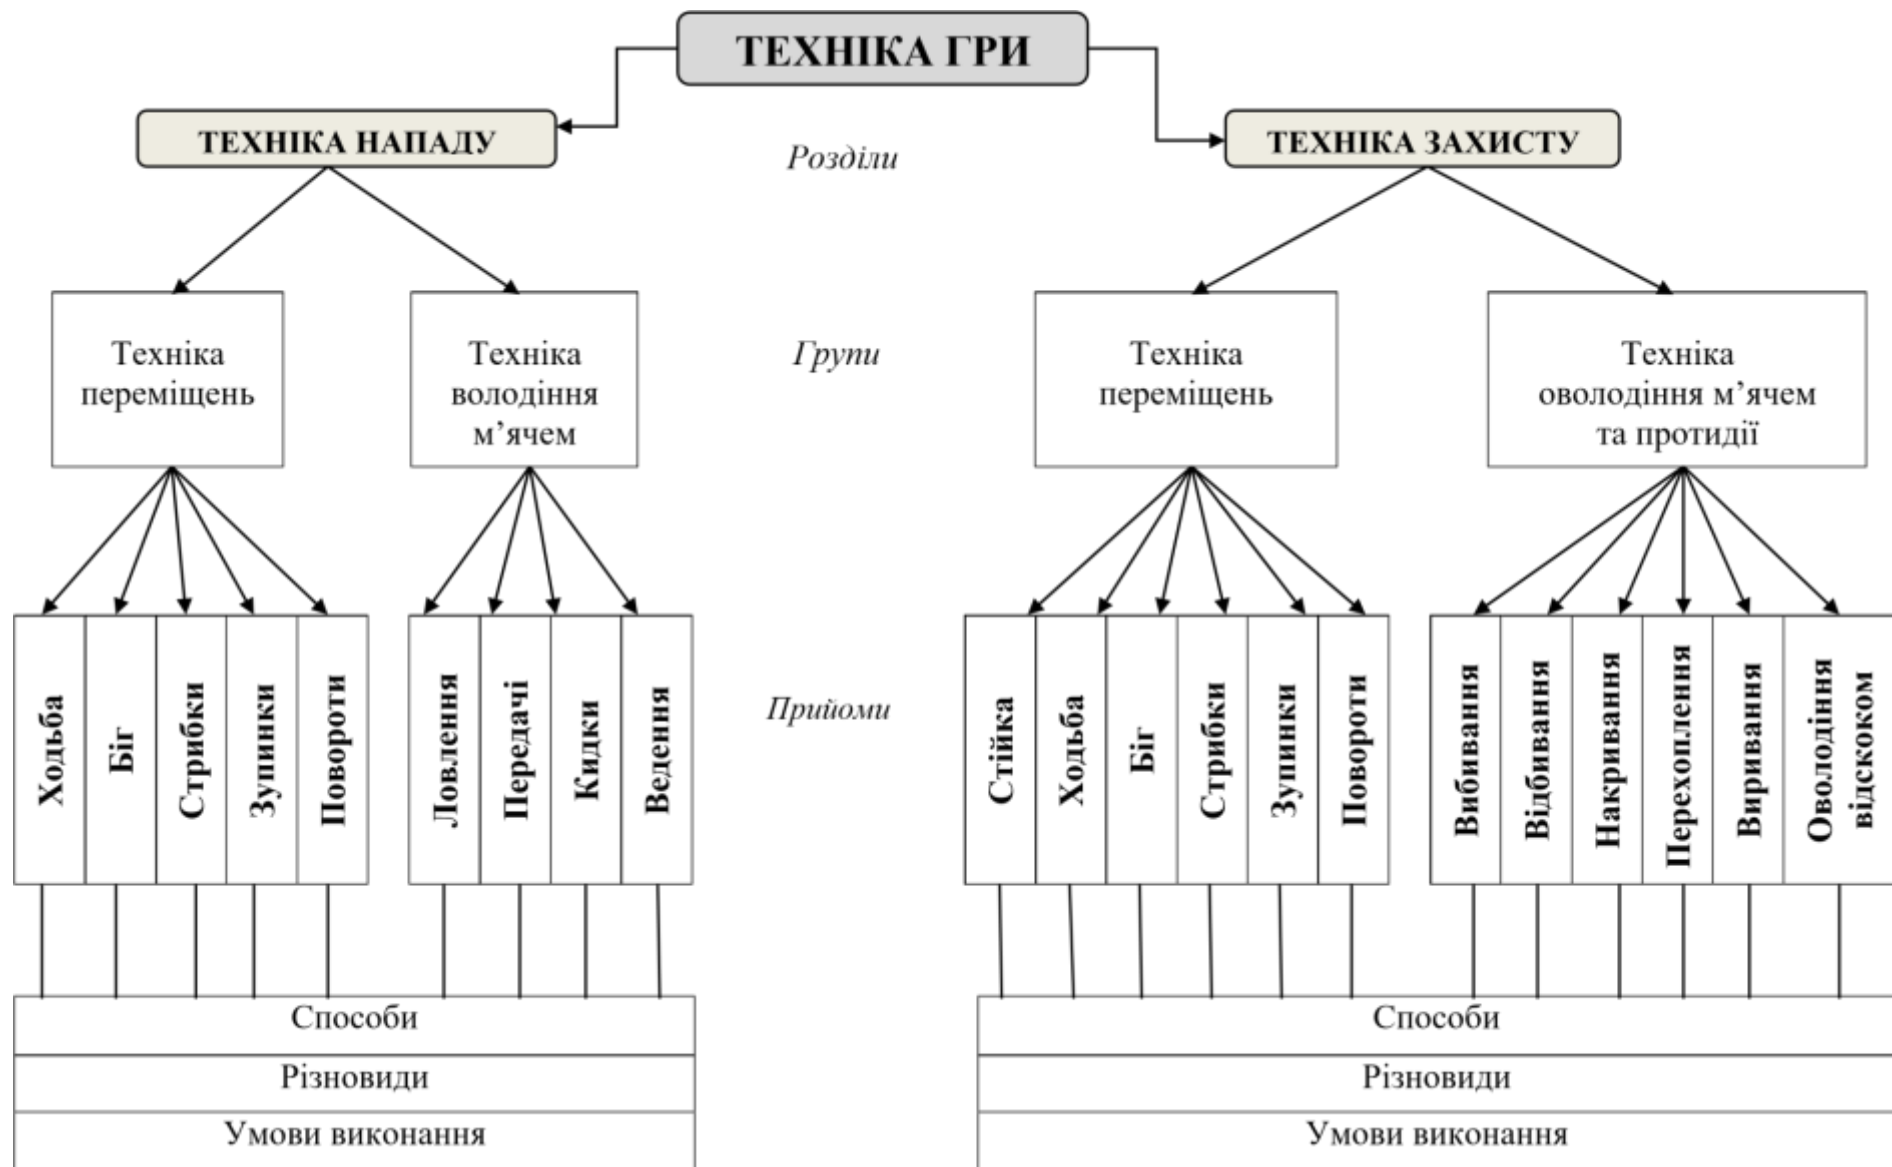 ТЕХНІКА ГРИ
ТЕХНІКА НАПАДУ
Розділи
ТЕХНІКА ЗАХИСТУ
Техніка
переміщень
Техніка
володіння
м’ячем
Групи
Техніка
переміщень
Техніка
оволодіння м’ячем
та протидії
Ходьба
Біг
Стрибки
Зупинки
Повороти
Ловлення
Передачі
Кидки
Ведення
Прийоми
Стійка
Ходьба
Біг
Стрибки
Зупинки
Повороти
Вибивання
Відбивання
Накривання
Перехоплення
Виривання
Оволодіння
відскоком
Способи
Різновиди
Умови виконання
Способи
Різновиди
Умови виконання